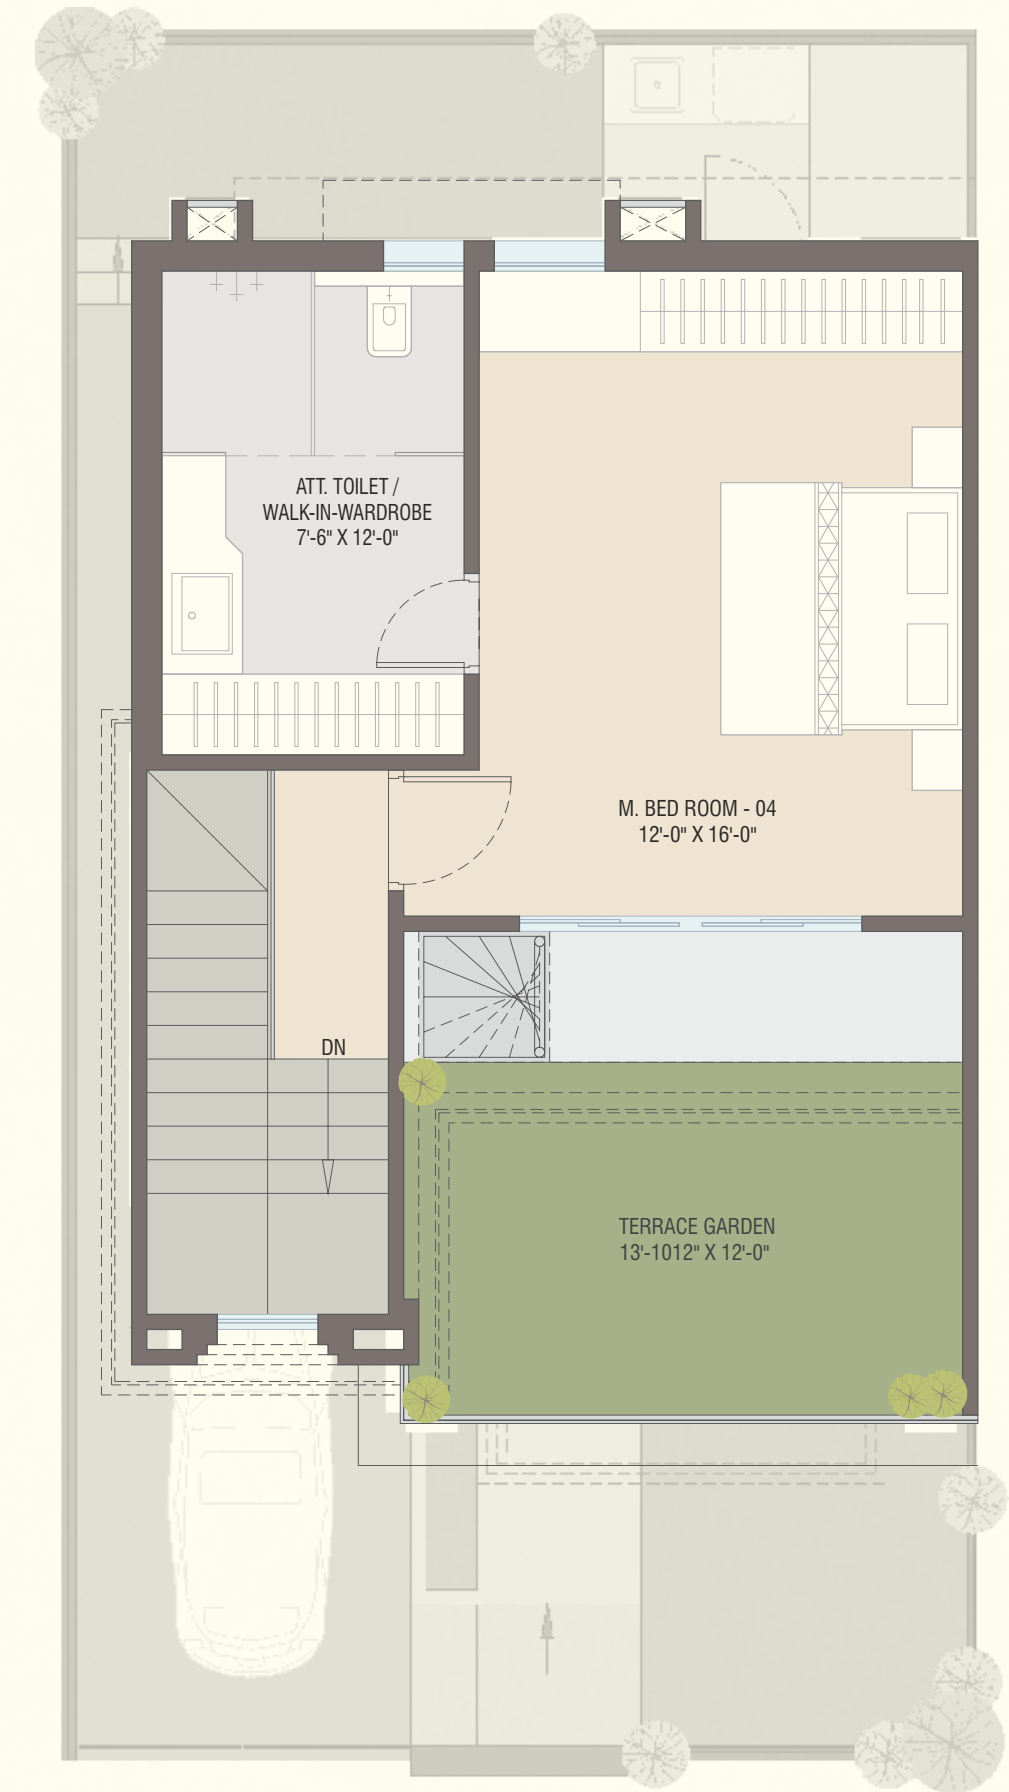 ATT. TOILET /
WALK-IN-WARDROBE
7'-6" X 12'-0"
M. BED ROOM - 04
12'-0" X 16'-0"
DN
TERRACE GARDEN
13'-1012" X 12'-0"